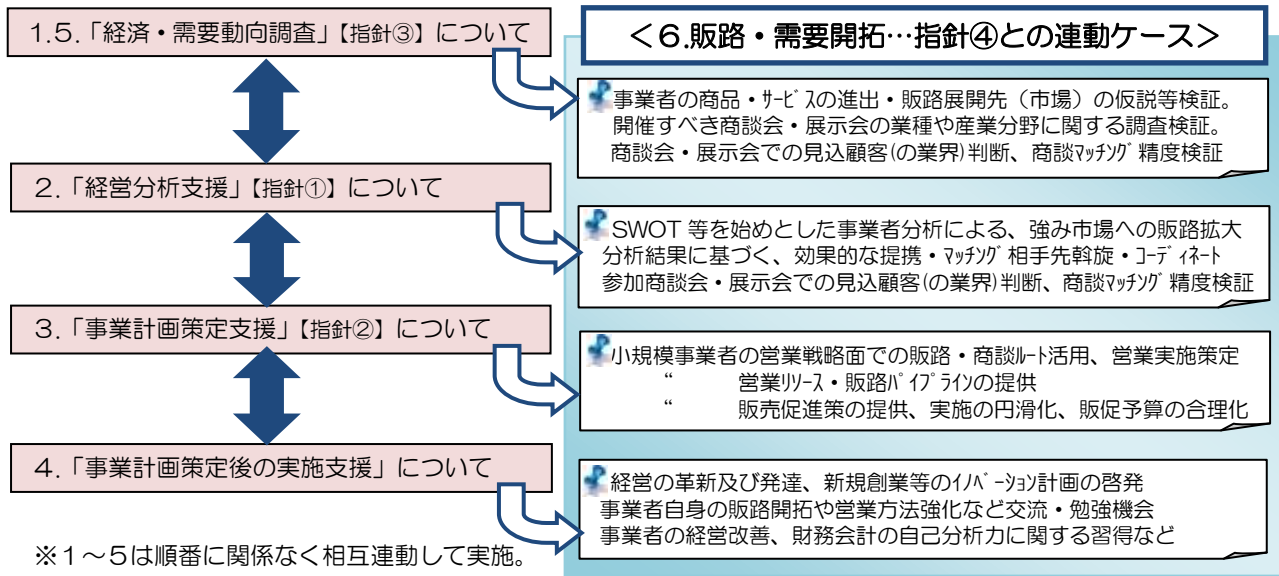 1.5.「経済・需要動向調査」【指針③】について
＜６.販路・需要開拓…指針④との連動ケース＞
事業者の商品・ｻｰﾋﾞｽの進出・販路展開先（市場）の仮説等検証。
開催すべき商談会・展示会の業種や産業分野に関する調査検証。
商談会・展示会での見込顧客(の業界)判断、商談ﾏｯﾁﾝｸﾞ精度検証
２.「経営分析支援」【指針①】について
SWOT 等を始めとした事業者分析による、強み市場への販路拡大
分析結果に基づく、効果的な提携・ﾏｯﾁﾝｸﾞ相手先斡旋・ｺｰﾃﾞｨﾈｰﾄ
参加商談会・展示会での見込顧客(の業界)判断、商談ﾏｯﾁﾝｸﾞ精度検証
３.「事業計画策定支援」【指針②】について
小規模事業者の営業戦略面での販路・商談ﾙｰﾄ活用、営業実施策定
“　営業ﾘｿｰｽ・販路ﾊﾟｲﾌﾟﾗｲﾝの提供
“　販売促進策の提供、実施の円滑化、販促予算の合理化
４.「事業計画策定後の実施支援」について
経営の革新及び発達、新規創業等のｲﾉﾍﾞｰｼｮﾝ計画の啓発
事業者自身の販路開拓や営業方法強化など交流・勉強機会
事業者の経営改善、財務会計の自己分析力に関する習得など
※１～５は順番に関係なく相互連動して実施。